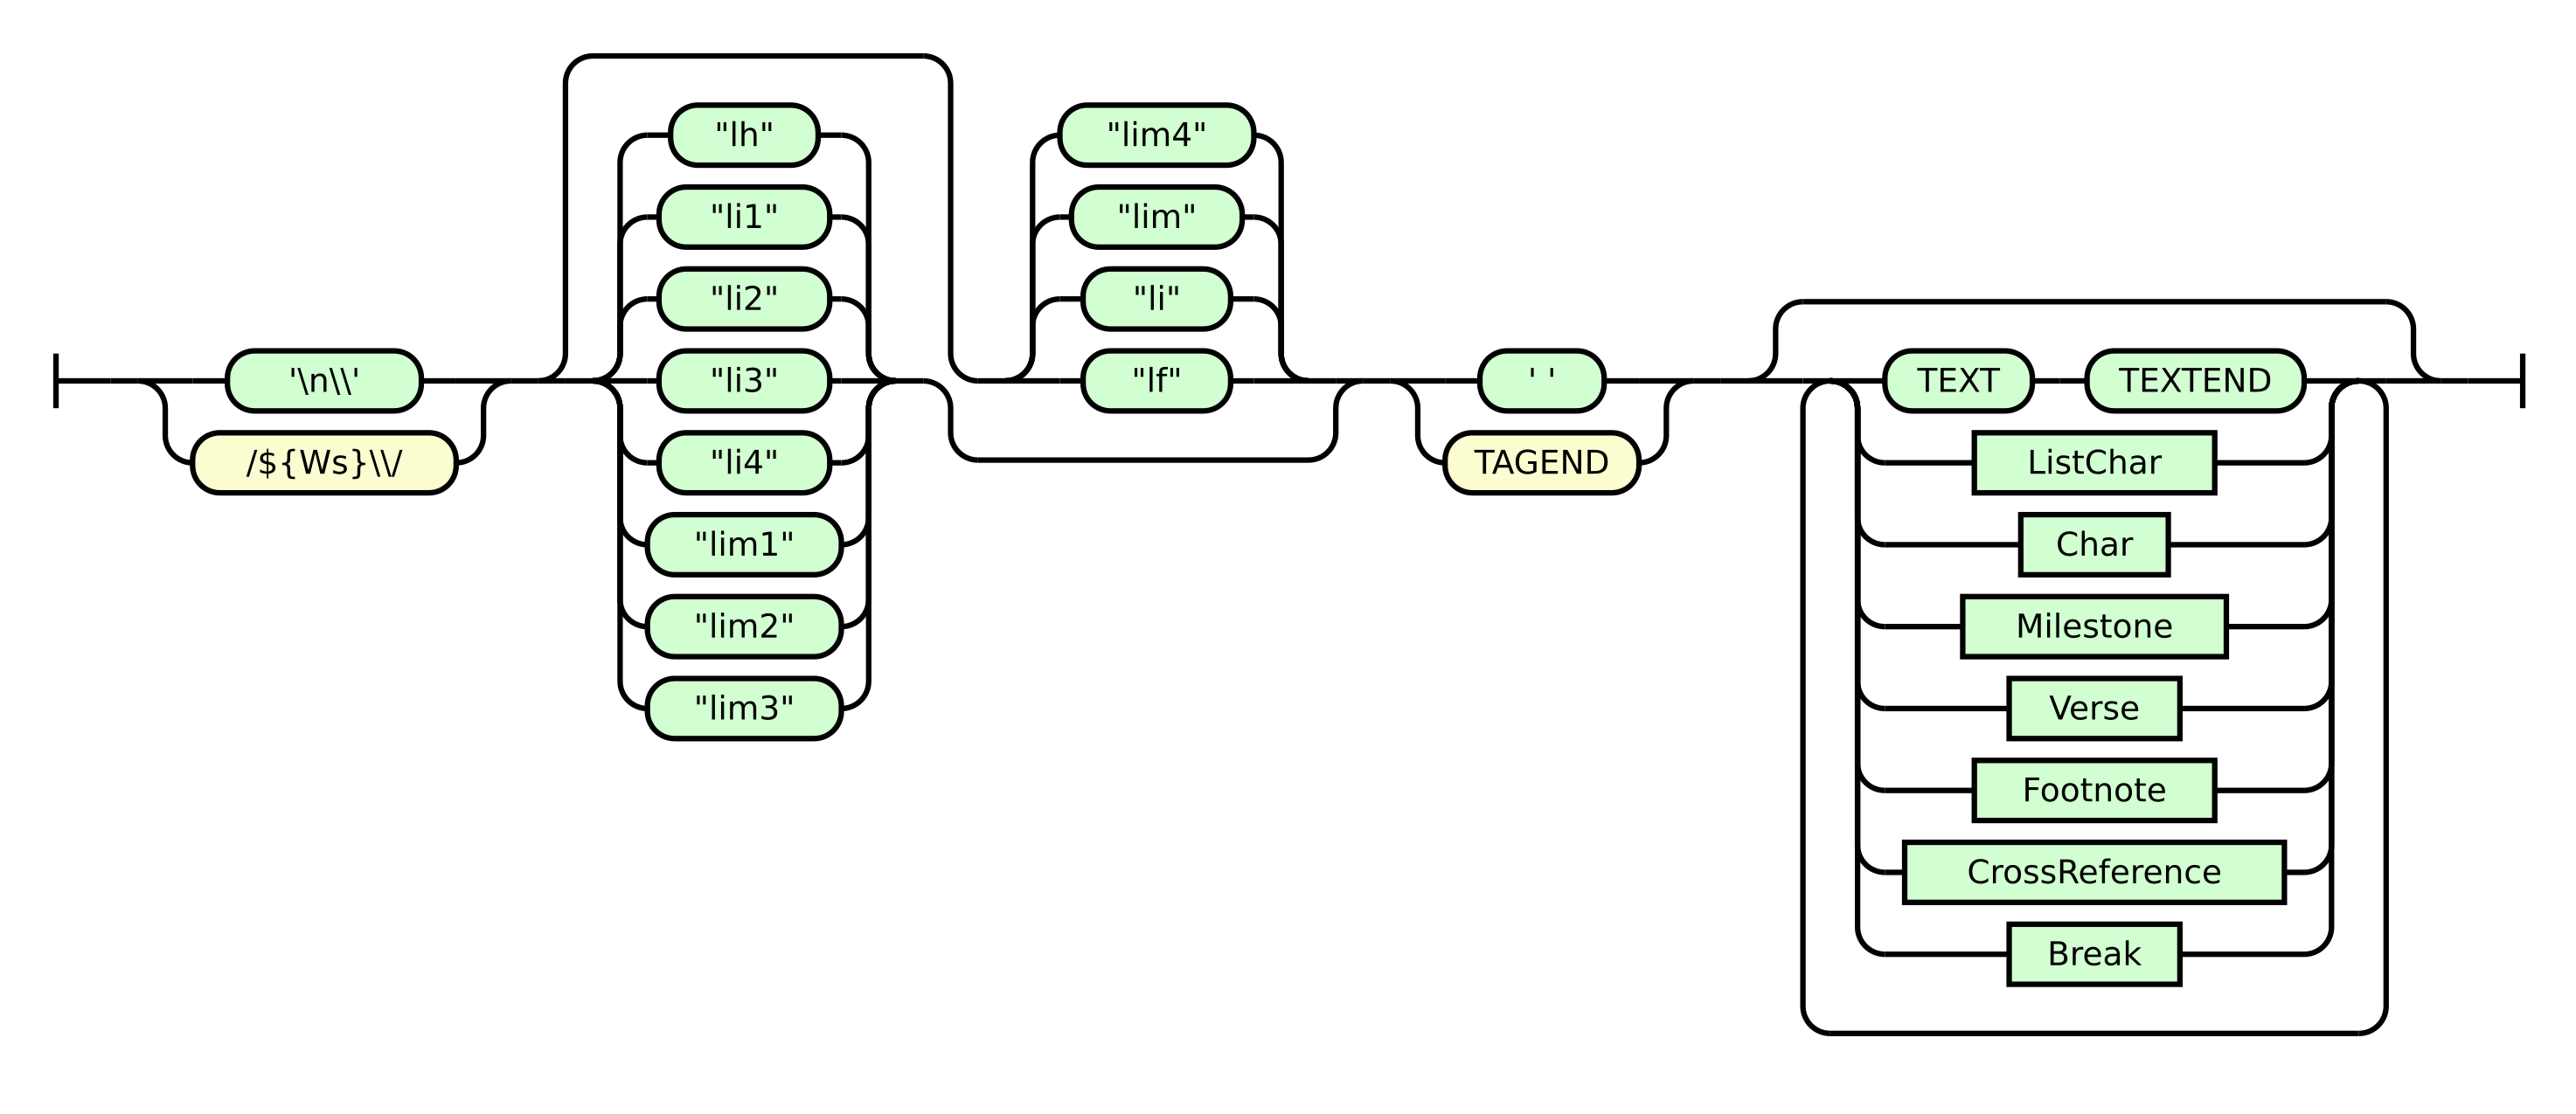 '\n\\'
/${Ws}\\/
"lh"
"li1"
"li2"
"li3"
"li4"
"lim1"
"lim2"
"lim3"
"lim4"
"lim"
"li"
"lf"
' '
TAGEND
TEXT TEXTEND
ListChar
Char
Milestone
Verse
Footnote
CrossReference
Break